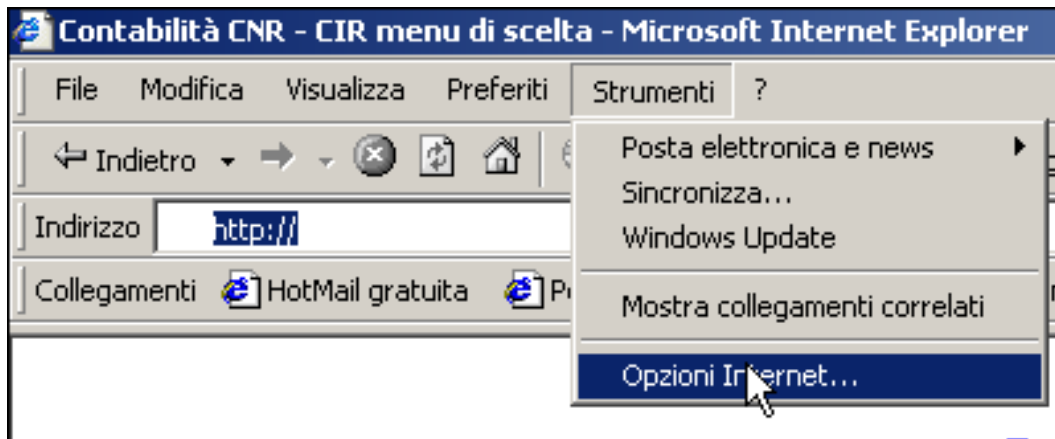 Contabilità CNR - CIR menu di scelta - Microsoft Internet Explorer
File Modifica Visualizza Preferiti Strumenti ?
Indietro
Posta elettronica e news
Sincronizza...
Indirizzo http://
Windows Update
Collegamenti HotMail gratuita
Mostra collegamenti correlati
Opzioni Internet...